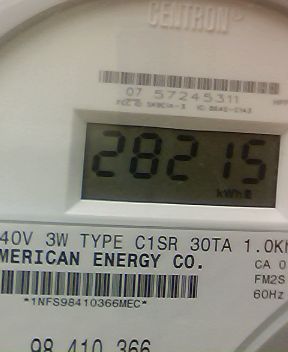 CENTRON
07 57245311
28215
kWh
40V 3W TYPE C1SR 30TA 1.0K
MERICAN ENERGY CO.
CA 0
FM2S
*1NFS98410366MEC*
60Hz
98 410 366